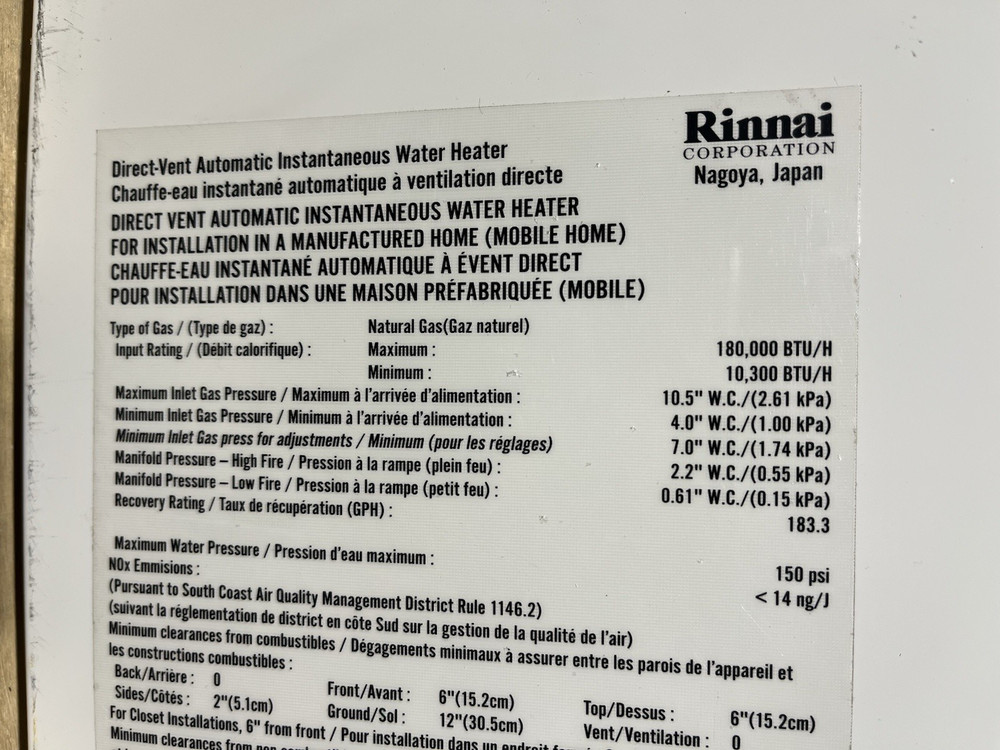 Rinnai
CORPORATION
Nagoya, Japan
Direct-Vent Automatic Instantaneous Water Heater
Chauffe-eau instantané automatique à ventilation directe
DIRECT VENT AUTOMATIC INSTANTANEOUS WATER HEATER
FOR INSTALLATION IN A MANUFACTURED HOME (MOBILE HOME)
CHAUFFE-EAU INSTANTANÉ AUTOMATIQUE À ÉVENT DIRECT
POUR INSTALLATION DANS UNE MAISON PRÉFABRIQUÉE (MOBILE)
Type of Gas / (Type de gaz) : Natural Gas(Gaz naturel)
Input Rating / (Débit calorifique) : Maximum : 180,000 BTU/H
Minimum : 10,300 BTU/H
Maximum Inlet Gas Pressure / Maximum à l'arrivée d'alimentation : 10.5" W.C./(2.61 kPa)
Minimum Inlet Gas Pressure / Minimum à l'arrivée d'alimentation : 4.0" W.C./(1.00 kPa)
Minimum Inlet Gas press for adjustments / Minimum (pour les réglages) 7.0" W.C./(1.74 kPa)
Manifold Pressure – High Fire / Pression à la rampe (plein feu) : 2.2" W.C./(0.55 kPa)
Manifold Pressure – Low Fire / Pression à la rampe (petit feu) : 0.61" W.C./(0.15 kPa)
Recovery Rating / Taux de récupération (GPH) : 183.3
Maximum Water Pressure / Pression d'eau maximum : 150 psi
NOx Emmisions : < 14 ng/J
(Pursuant to South Coast Air Quality Management District Rule 1146.2)
(suivant la réglementation de district en côte Sud sur la gestion de la qualité de l'air)
Minimum clearances from combustibles / Dégagements minimaux à assurer entre les parois de l'appareil et
les constructions combustibles :
Back/Arrière : 0 Front/Avant : 6"(15.2cm) Top/Dessus : 6"(15.2cm)
Sides/Côtés : 2"(5.1cm) Ground/Sol : 12"(30.5cm) Vent/Ventilation : 0
For Closet Installations, 6" from front / Pour installation dans un endroit
Minimum clearances from